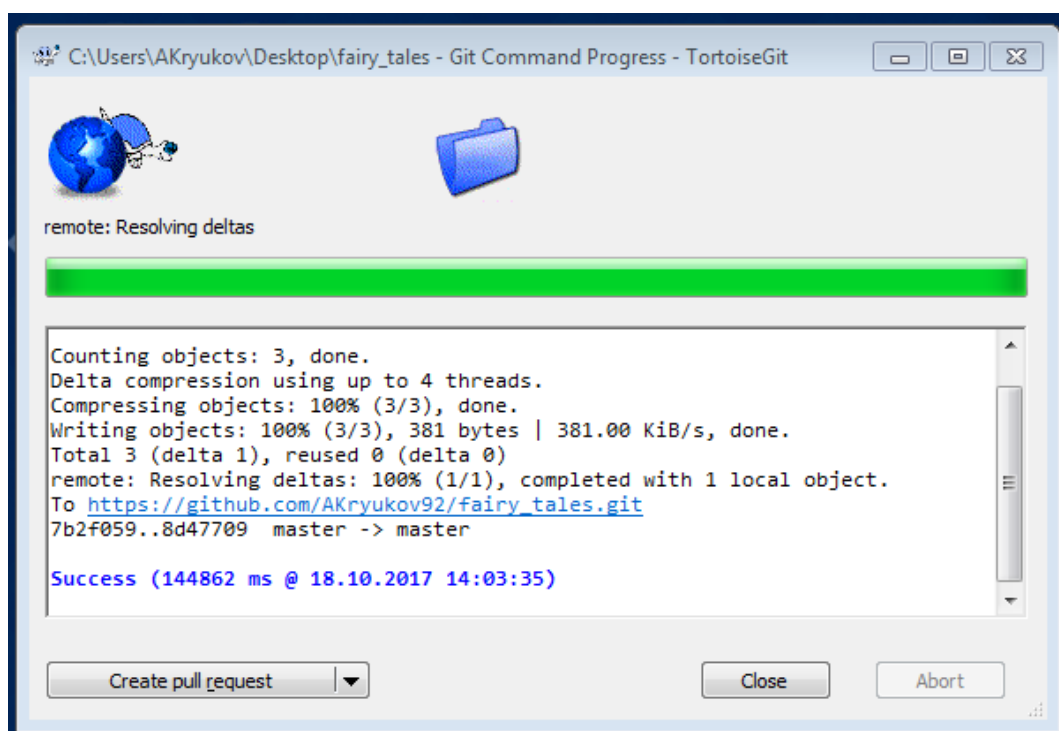 C:\Users\AKryukov\Desktop\fairy_tales - Git Command Progress - TortoiseGit
remote: Resolving deltas
Counting objects: 3, done.
Delta compression using up to 4 threads.
Compressing objects: 100% (3/3), done.
Writing objects: 100% (3/3), 381 bytes | 381.00 KiB/s, done.
Total 3 (delta 1), reused 0 (delta 0)
remote: Resolving deltas: 100% (1/1), completed with 1 local object.
To https://github.com/AKryukov92/fairy_tales.git
7b2f059..8d47709  master -> master
Success (144862 ms @ 18.10.2017 14:03:35)
Create pull request
Close
Abort